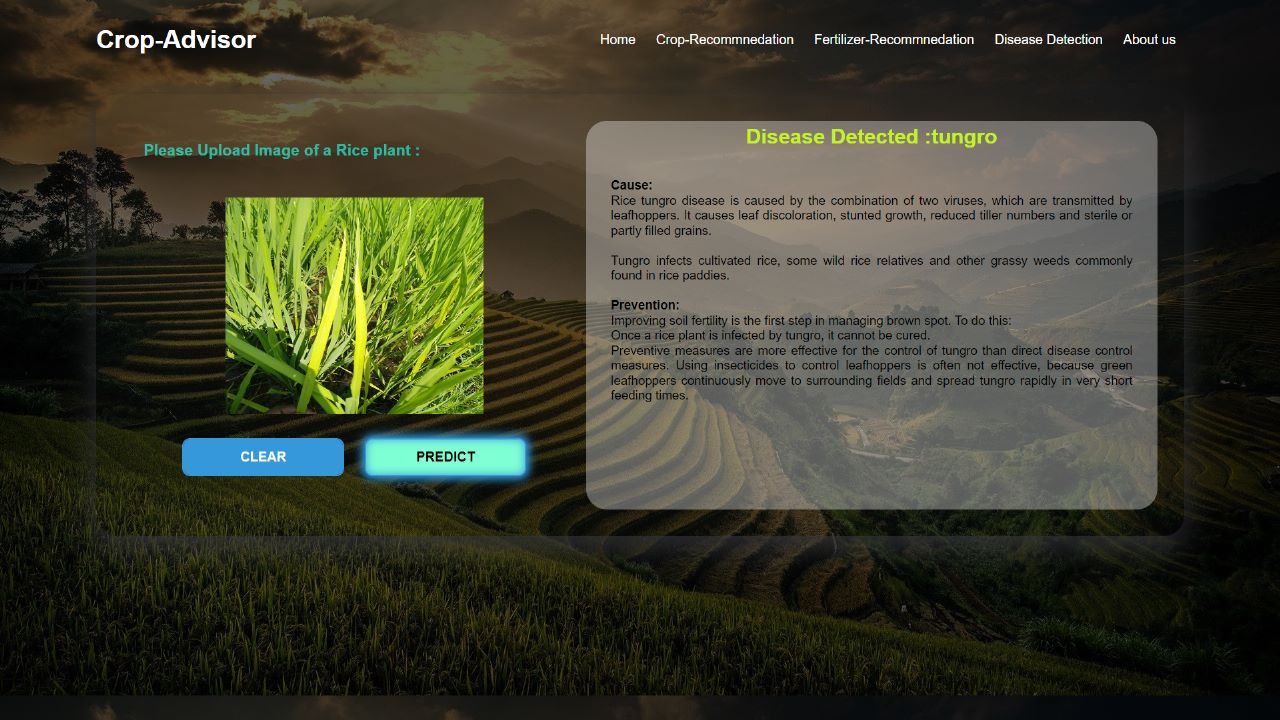 Crop-Advisor
Home Crop-Recommnedation Fertilizer-Recommnedation Disease Detection About us
Please Upload Image of a Rice plant :
CLEAR
PREDICT
Disease Detected :tungro
Cause:
Rice tungro disease is caused by the combination of two viruses, which are transmitted by
leafhoppers. It causes leaf discoloration, stunted growth, reduced tiller numbers and sterile or
partly filled grains.
Tungro infects cultivated rice, some wild rice relatives and other grassy weeds commonly
found in rice paddies.
Prevention:
Improving soil fertility is the first step in managing brown spot. To do this:
Once a rice plant is infected by tungro, it cannot be cured.
Preventive measures are more effective for the control of tungro than direct disease control
measures. Using insecticides to control leafhoppers is often not effective, because green
leafhoppers continuously move to surrounding fields and spread tungro rapidly in very short
feeding times.